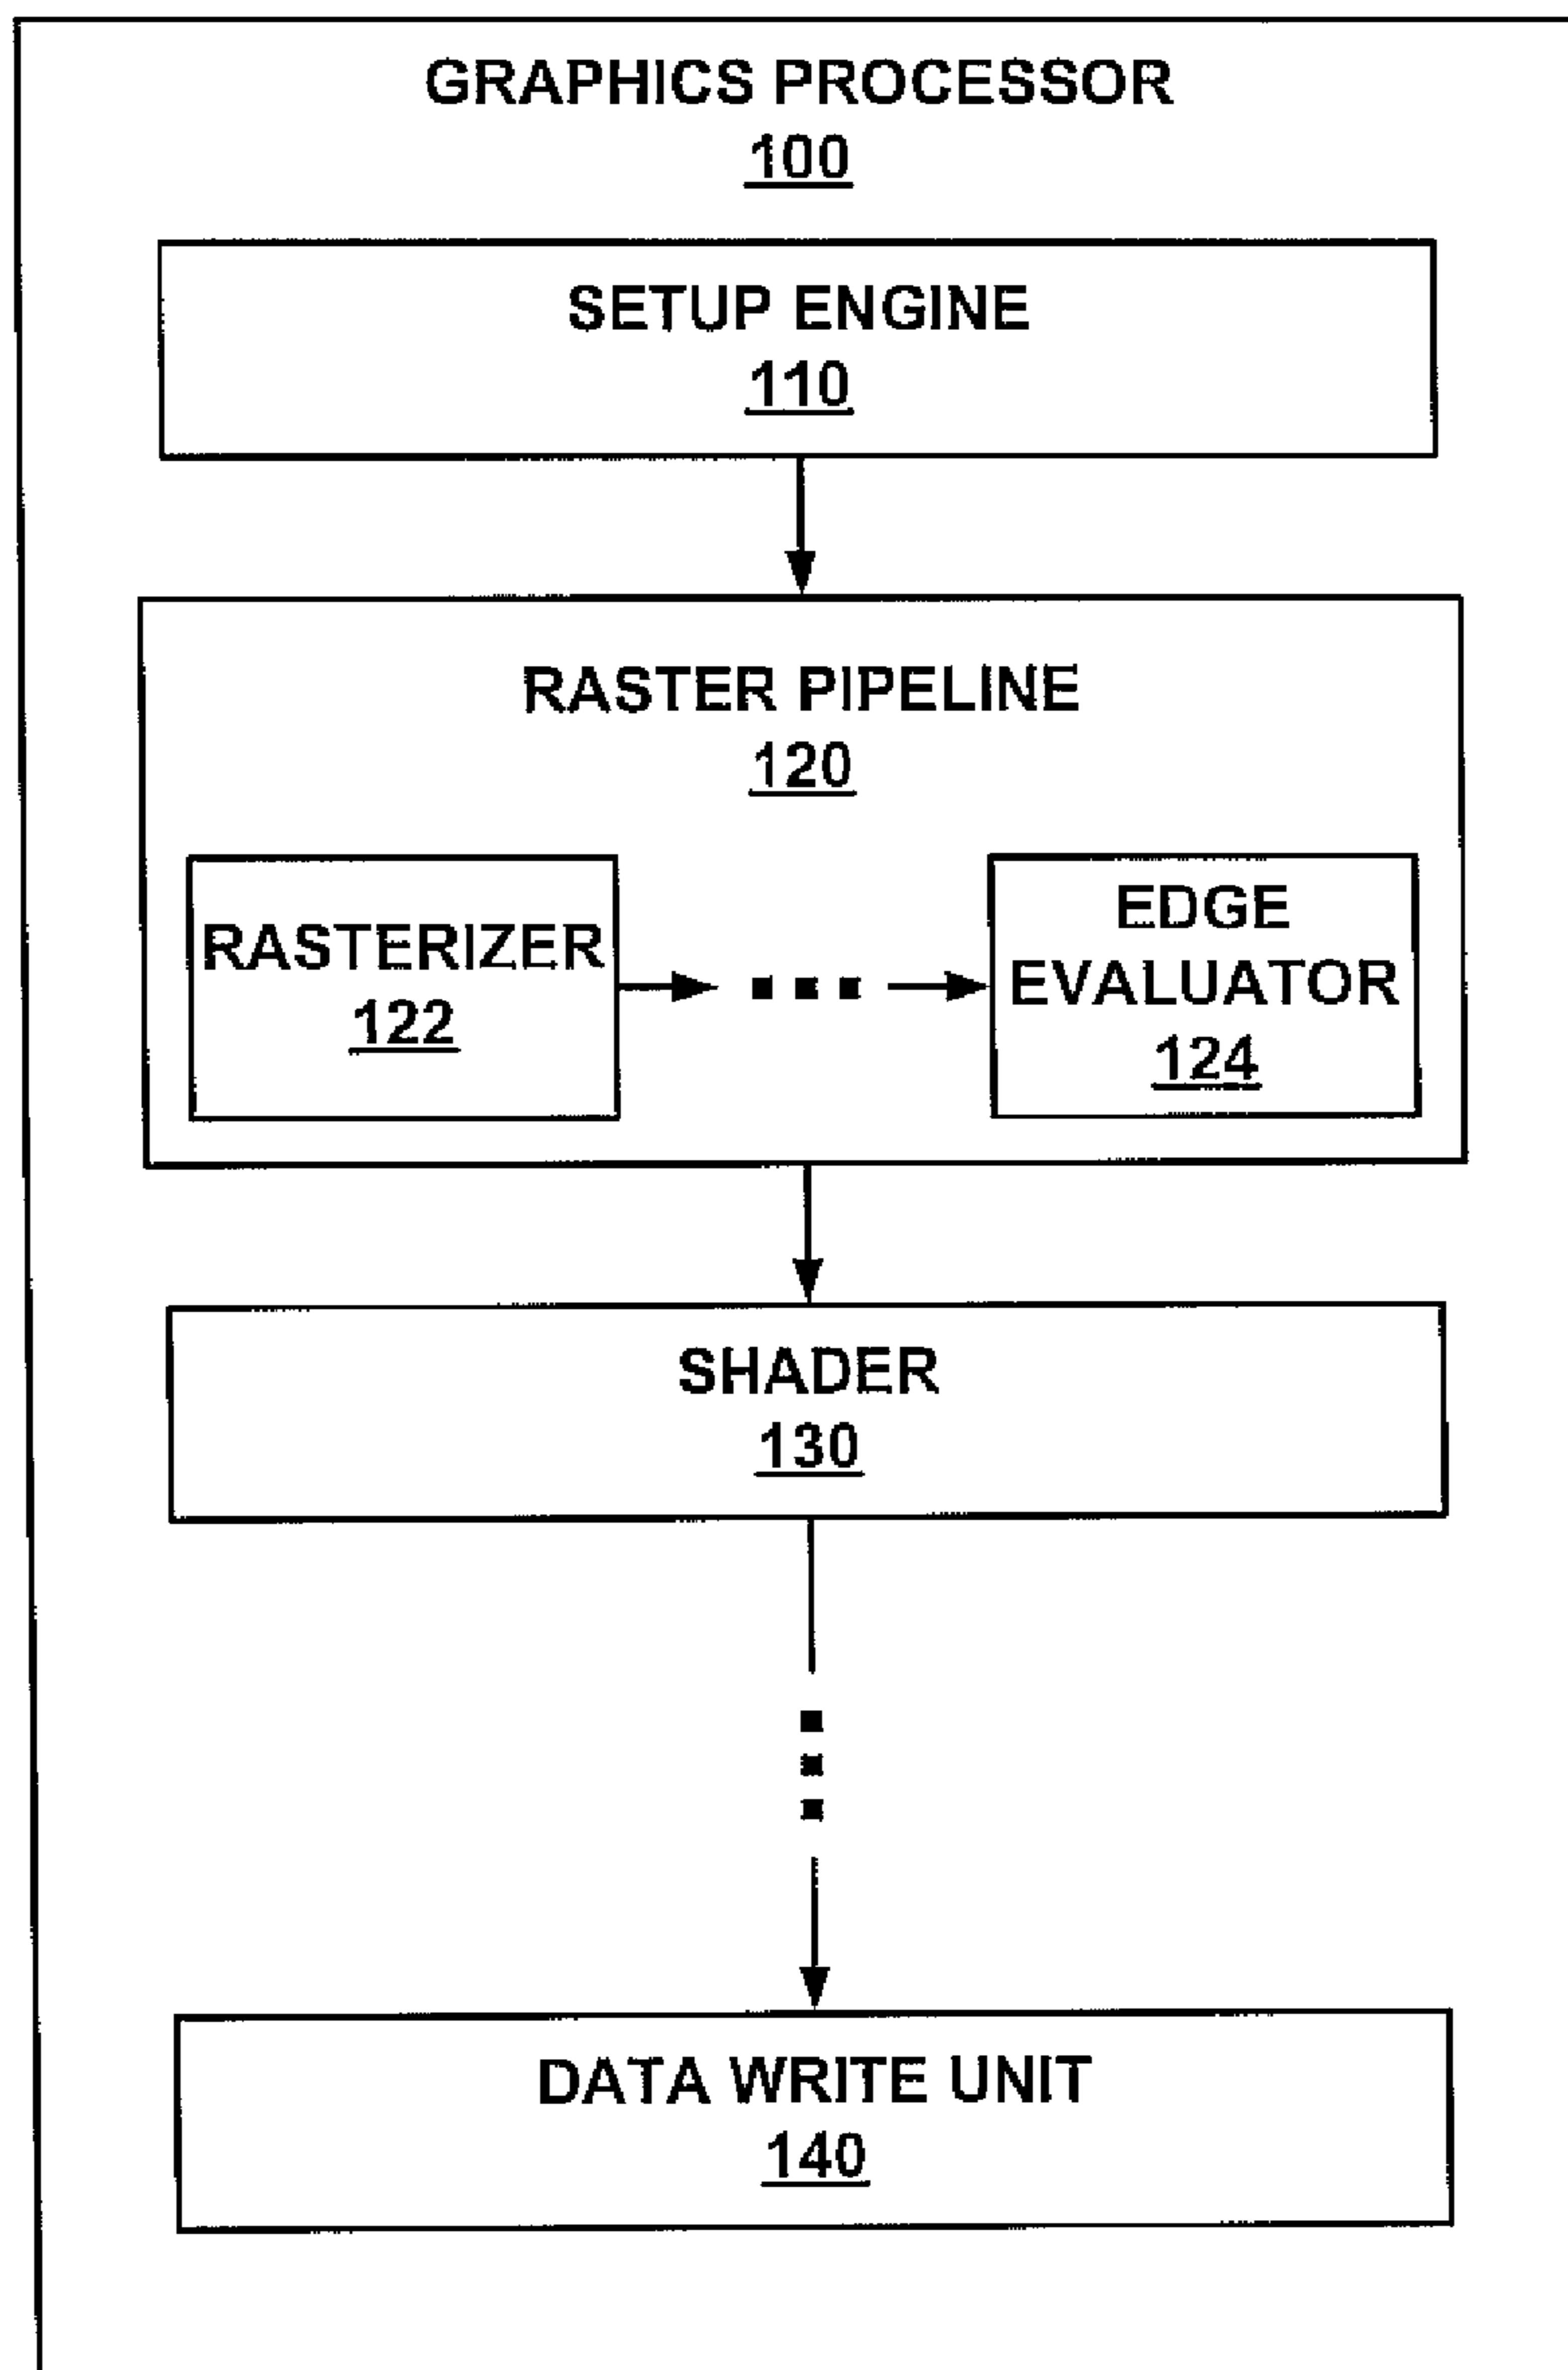 GRAPHICS PROCESSOR
100
SETUP ENGINE
110
RASTER PIPELINE
120
RASTERIZER
122
EDGE
EVALUATOR
124
SHADER
130
DATA WRITE UNIT
140